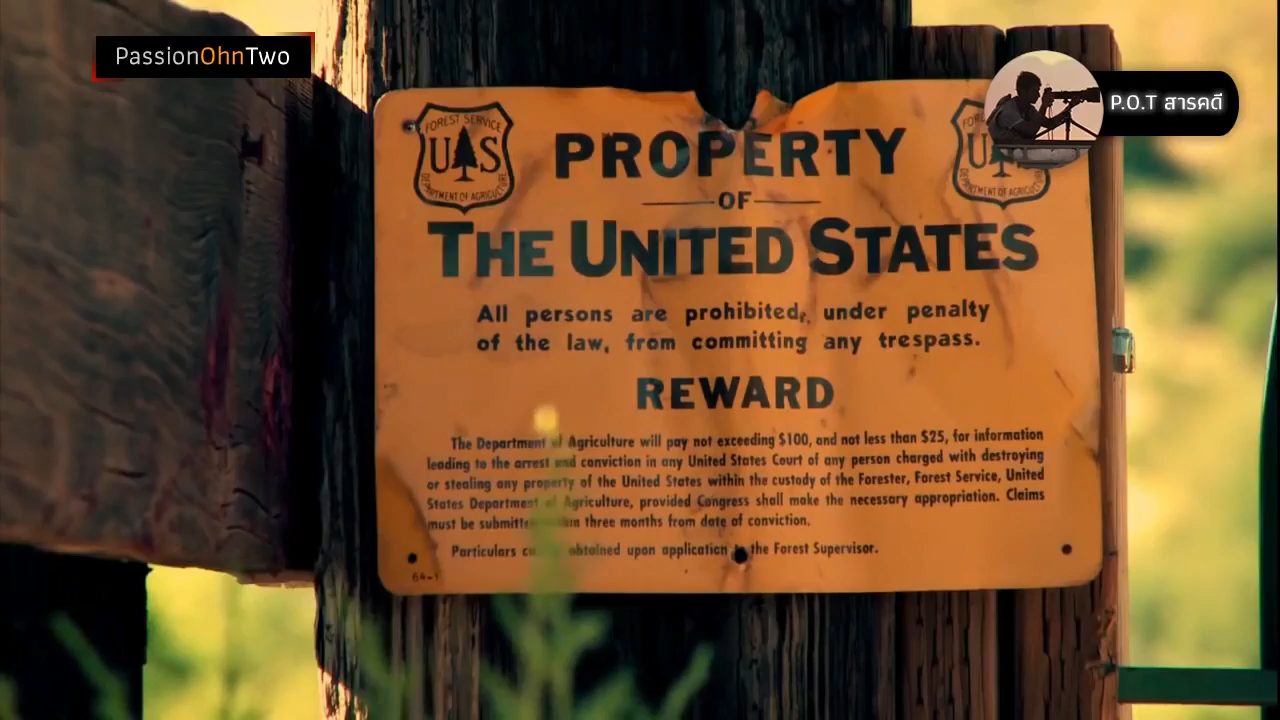 PassionOhnTwo
P.O.T สารคดี
FOREST SERVICE
U S
DEPARTMENT OF AGRICULTURE
PROPERTY
OF
THE UNITED STATES
All persons are prohibited, under penalty
of the law, from committing any trespass.
REWARD
The Department of Agriculture will pay not exceeding $100, and not less than $25, for information
leading to the arrest and conviction in any United States Court of any person charged with destroying
or stealing any property of the United States within the custody of the Forester, Forest Service, United
States Department of Agriculture, provided Congress shall make the necessary appropriation. Claims
must be submitte in three months from date of conviction.
Particulars obtained upon application the Forest Supervisor.